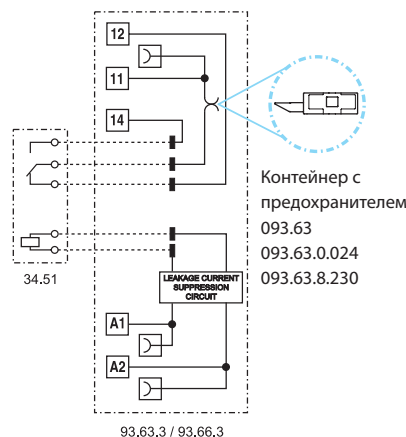 12
11
14
Контейнер с
предохранителем
093.63
093.63.0.024
093.63.8.230
34.51
LEAKAGE CURRENT
SUPPRESSION
CIRCUIT
A1
A2
93.63.3 / 93.66.3